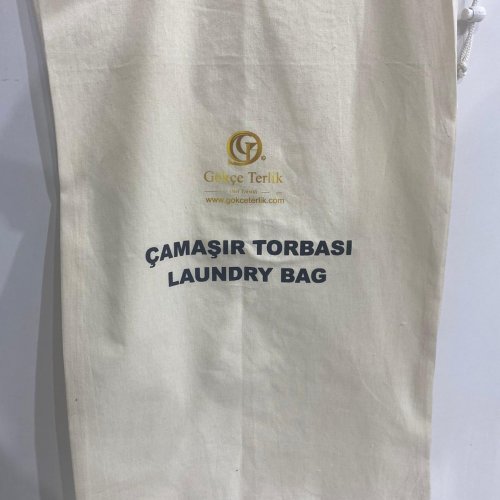 Gökçe Terlik
www.gokceterlik.com
ÇAMAŞIR TORBASI
LAUNDRY BAG